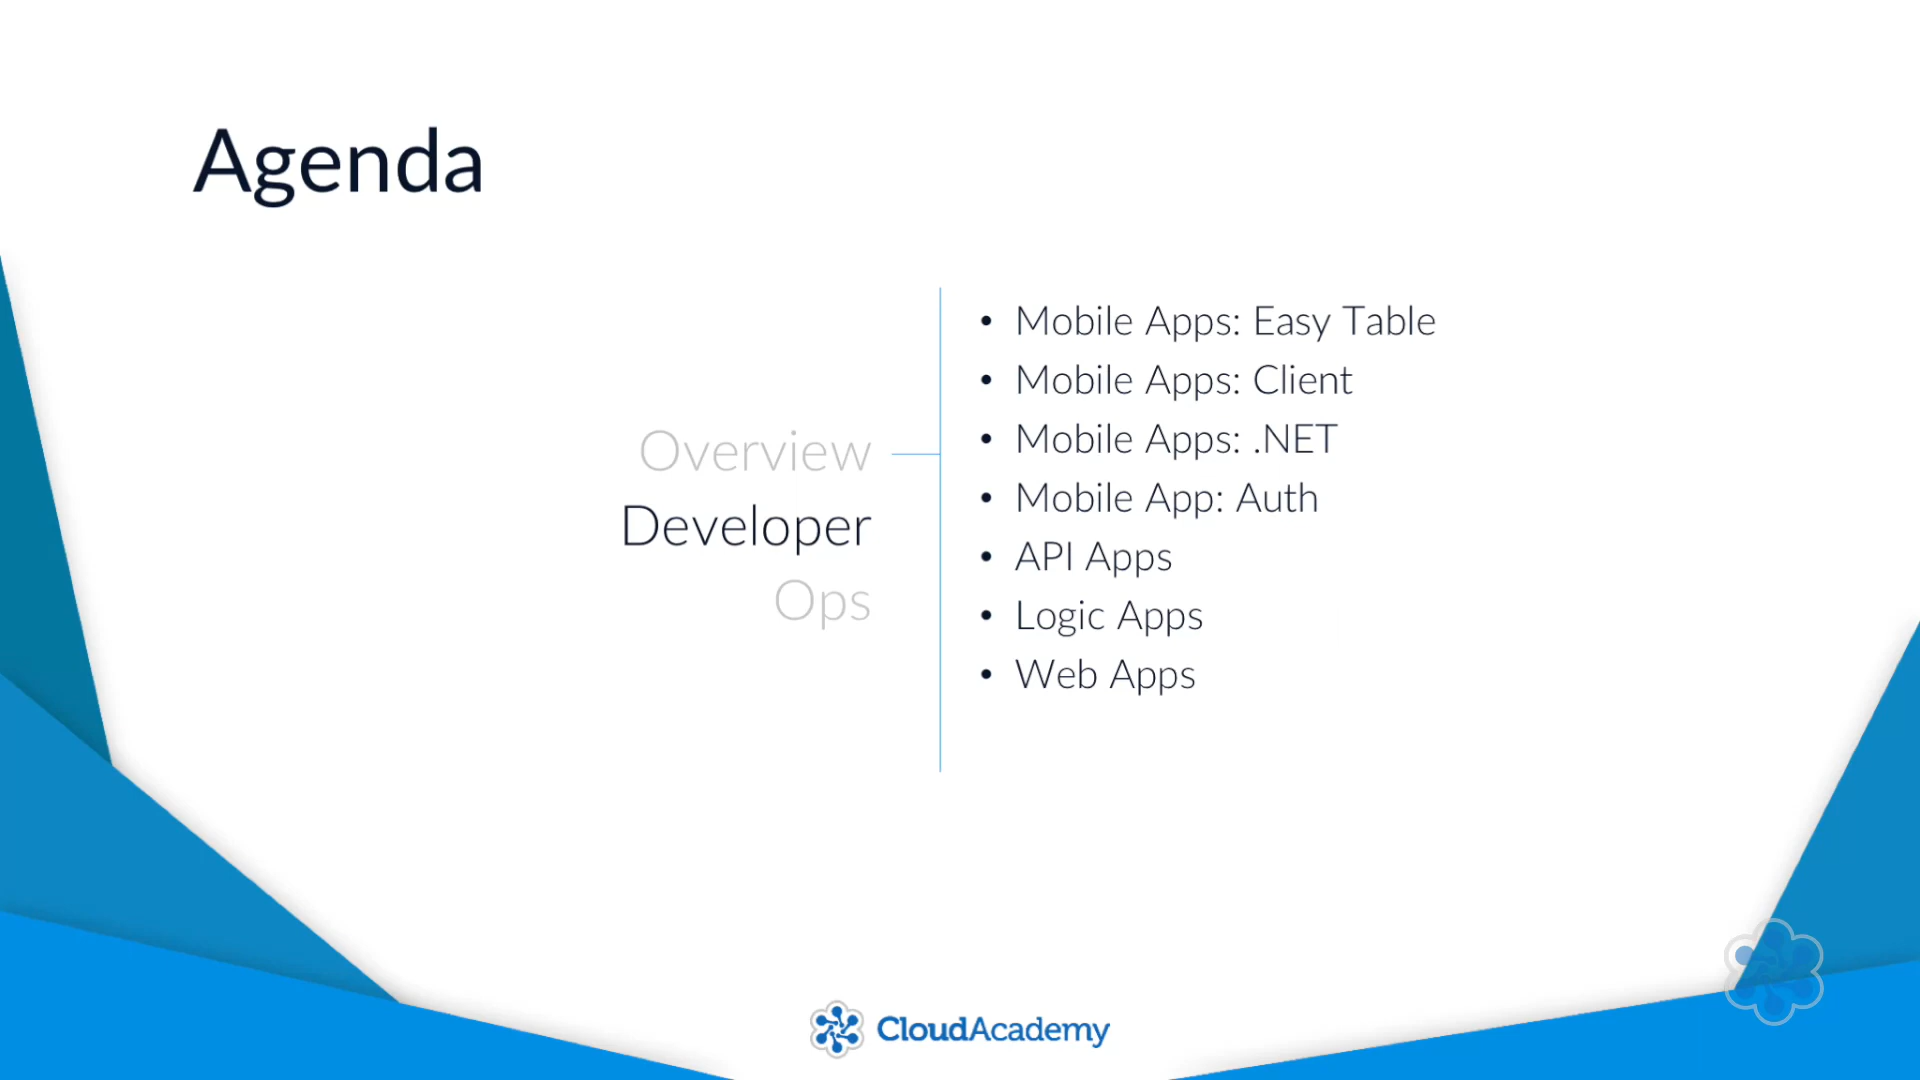 Agenda
Overview
Developer
Ops
• Mobile Apps: Easy Table
• Mobile Apps: Client
• Mobile Apps: .NET
• Mobile App: Auth
• API Apps
• Logic Apps
• Web Apps
CloudAcademy